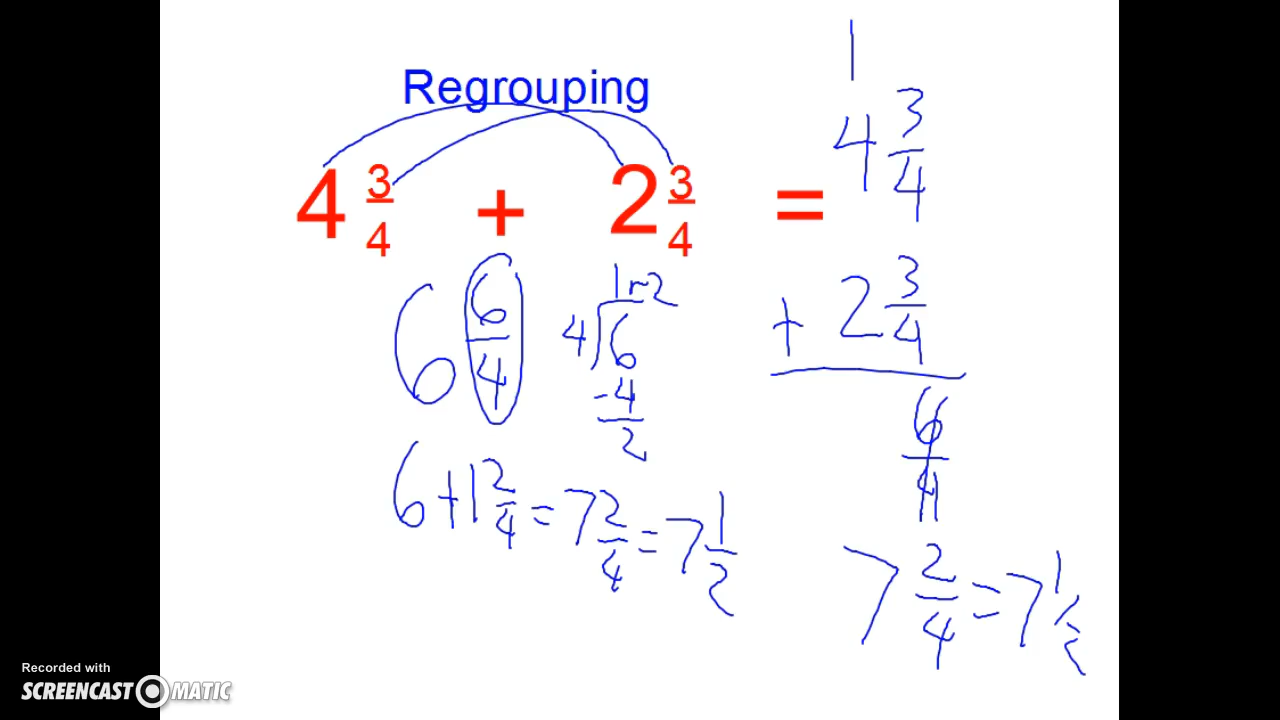 Regrouping
4 3/4 + 2 3/4 =
6 6/4
1 r 2
4 6
- 4
2
6 + 1 2/4 = 7 2/4 = 7 1/2
1
4 3/4
+ 2 3/4
6/4
7 2/4 = 7 1/2
Recorded with
SCREENCAST MATIC